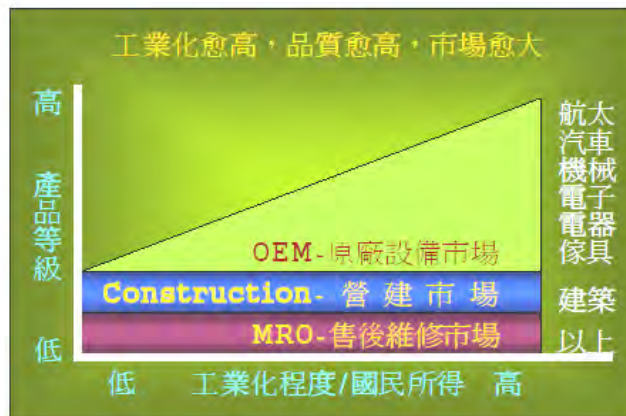 工業化愈高，品質愈高，市場愈大
高
產品等級
低
OEM-原廠設備市場
Construction-營建市場
MRO-售後維修市場
航太
汽車
機械
電子
電器
傢具
建築
以上
低 工業化程度/國民所得 高